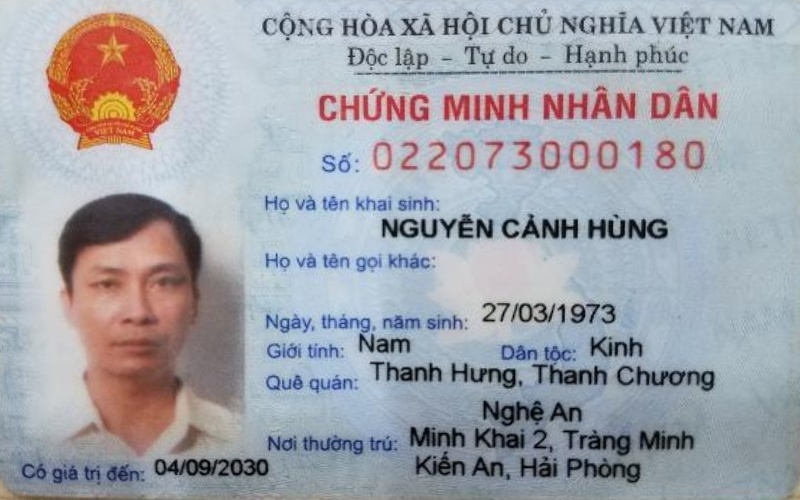 CỘNG HÒA XÃ HỘI CHỦ NGHĨA VIỆT NAM
Độc lập - Tự do - Hạnh phúc
CHỨNG MINH NHÂN DÂN
Số: 022073000180
Họ và tên khai sinh:
NGUYỄN CẢNH HÙNG
Họ và tên gọi khác:
Ngày, tháng, năm sinh: 27/03/1973
Giới tính: Nam Dân tộc: Kinh
Quê quán: Thanh Hưng, Thanh Chương
Nghệ An
Nơi thường trú: Minh Khai 2, Tràng Minh
Kiến An, Hải Phòng
Có giá trị đến: 04/09/2030
VIỆT NAM